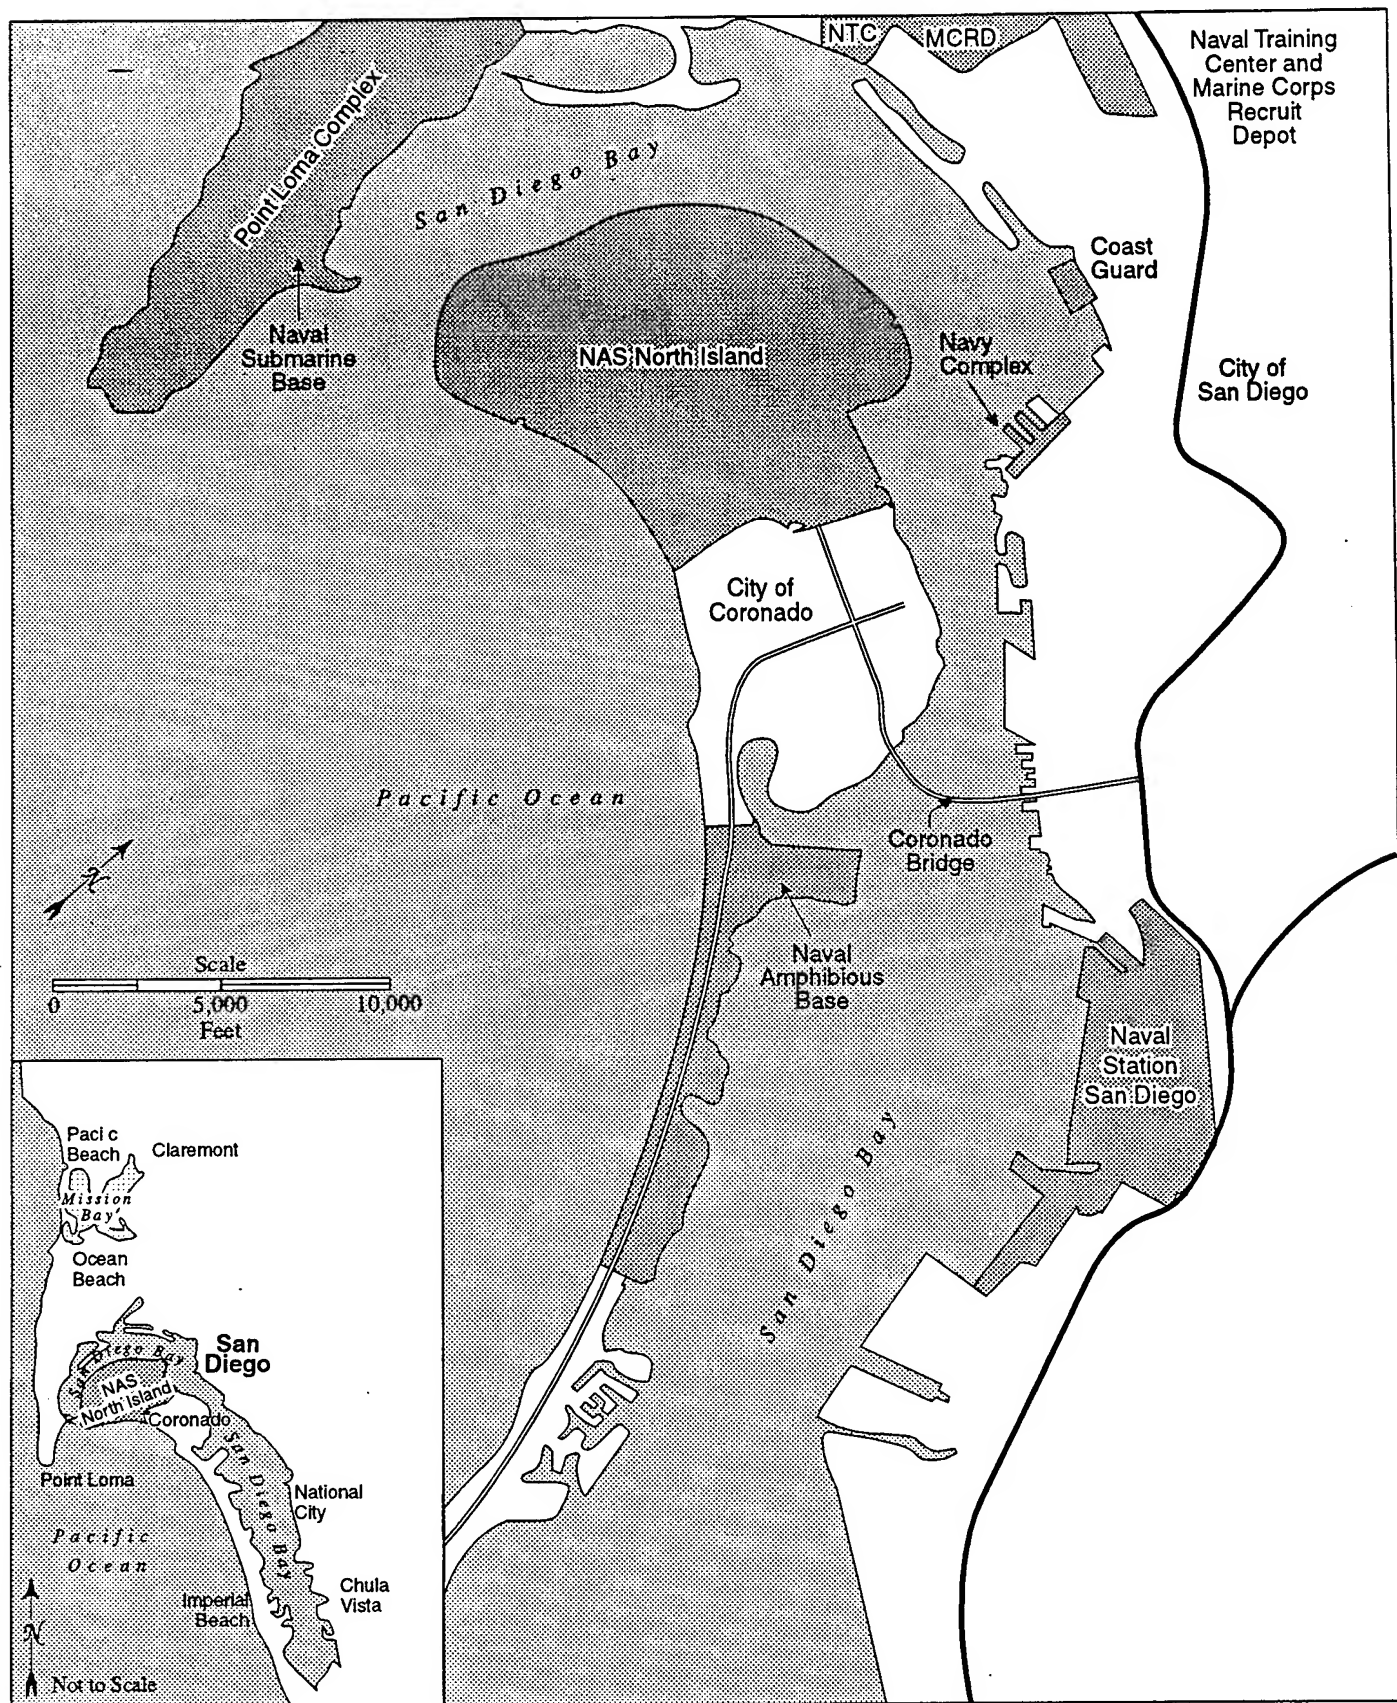 NTC
MCRD
Naval Training
Center and
Marine Corps
Recruit
Depot
Point Loma Complex
San Diego Bay
Coast
Guard
Naval
Submarine
Base
NAS North Island
Navy
Complex
City of
San Diego
City of
Coronado
Pacific Ocean
Coronado
Bridge
N
Naval
Amphibious
Base
Scale
0 5,000 10,000
Feet
Naval
Station
San Diego
San Diego Bay
Paci c
Beach
Claremont
Mission
Bay
Ocean
Beach
San
Diego
San Diego Bay
NAS
North Island
Coronado
San Diego Bay
Point Loma
National
City
Pacific
Ocean
Imperial
Beach
Chula
Vista
N
Not to Scale